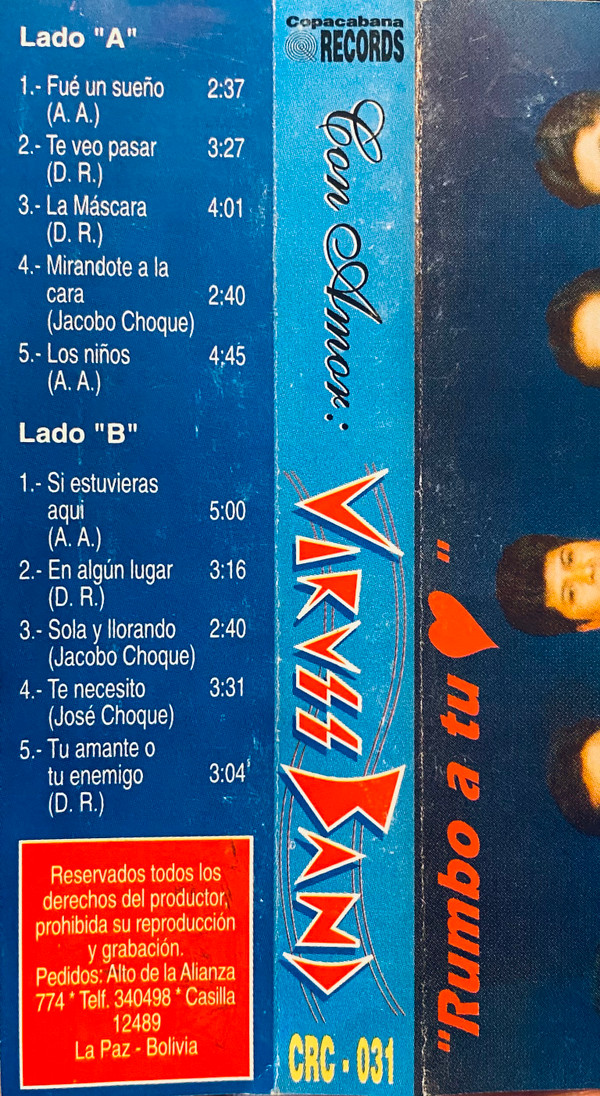 Lado "A"
1.- Fué un sueño 2:37
(A. A.)
2.- Te veo pasar 3:27
(D. R.)
3.- La Máscara 4:01
(D. R.)
4.- Mirandote a la
cara 2:40
(Jacobo Choque)
5.- Los niños 4:45
(A. A.)
Lado "B"
1.- Si estuvieras
aqui 5:00
(A. A.)
2.- En algún lugar 3:16
(D. R.)
3.- Sola y llorando 2:40
(Jacobo Choque)
4.- Te necesito 3:31
(José Choque)
5.- Tu amante o
tu enemigo 3:04
(D. R.)
Reservados todos los
derechos del productor,
prohibida su reproducción
y grabación.
Pedidos: Alto de la Alianza
774 * Telf. 340498 * Casilla
12489
La Paz - Bolivia
Copacabana
RECORDS
Con Amor:
VIRUSS BAND
CRC - 031
"Rumbo a tu ♥"